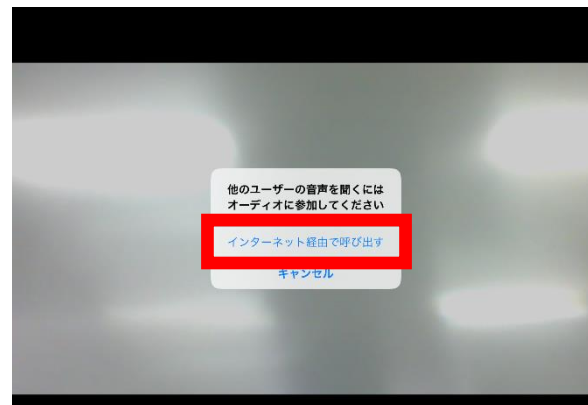 他のユーザーの音声を聞くには
オーディオに参加してください
インターネット経由で呼び出す
キャンセル